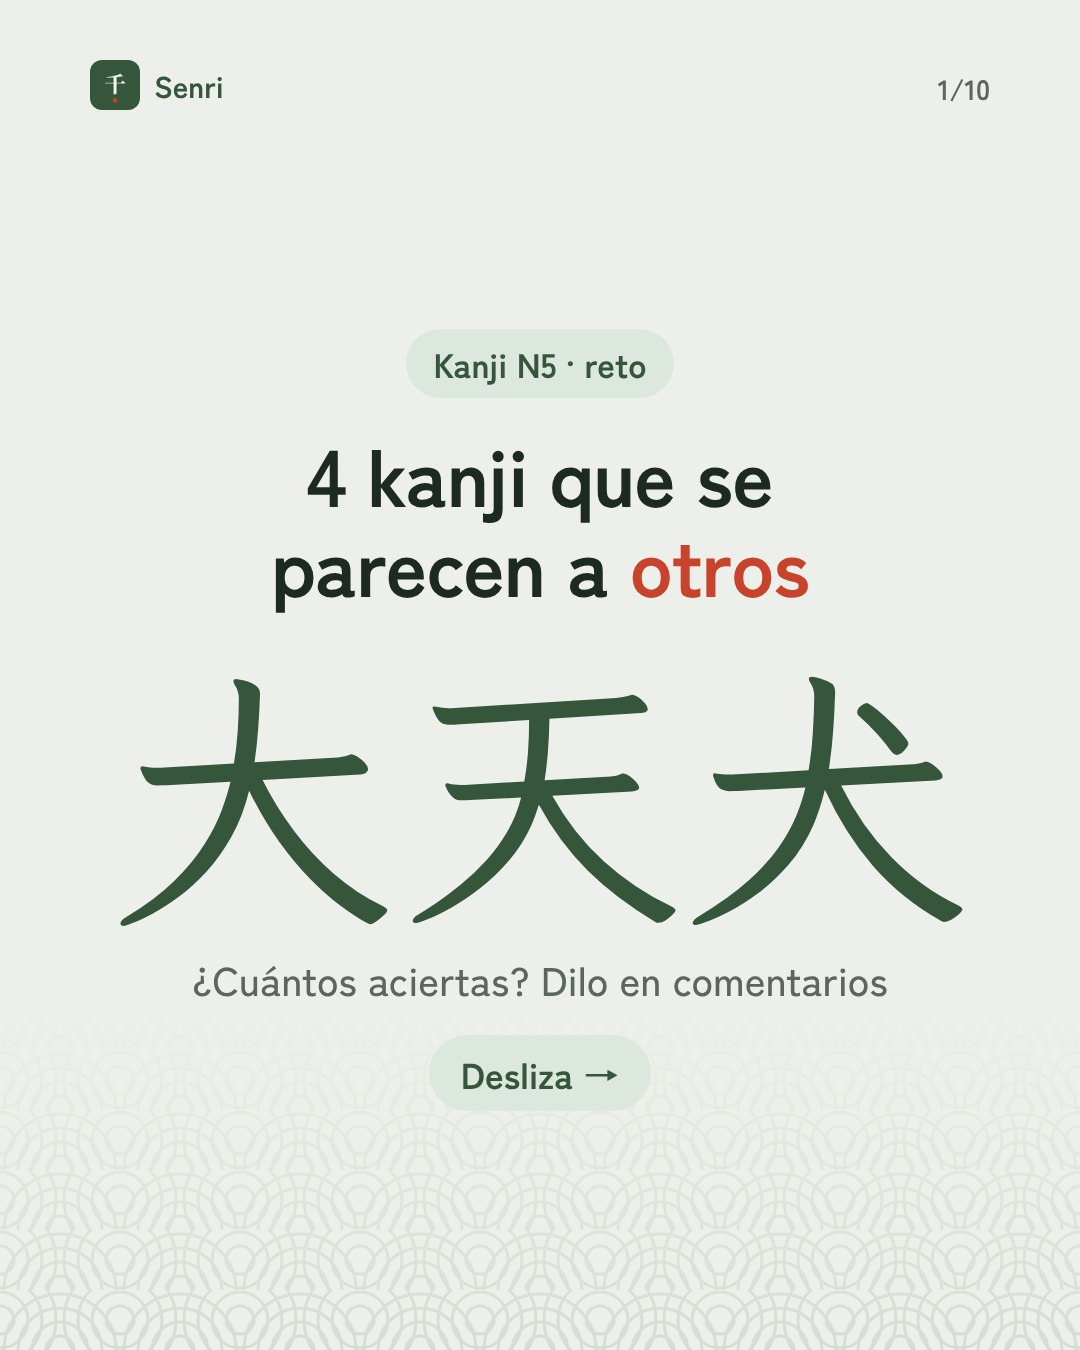 千 Senri
1/10
Kanji N5 · reto
4 kanji que se
parecen a otros
大天犬
¿Cuántos aciertas? Dilo en comentarios
Desliza →